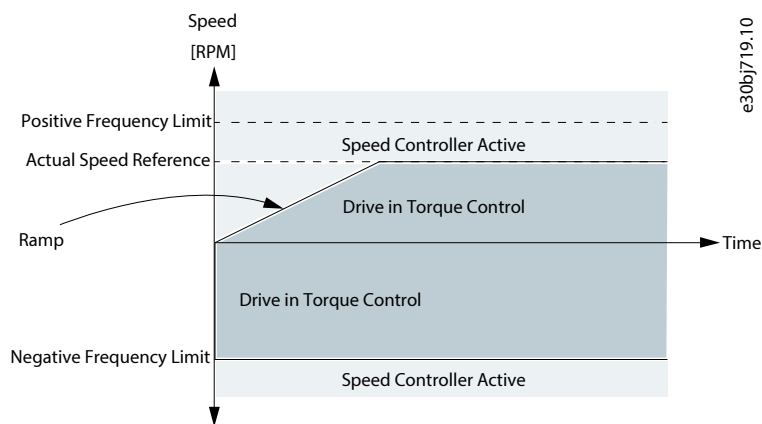 Speed
[RPM]
e30bj719.10
Positive Frequency Limit
Speed Controller Active
Actual Speed Reference
Drive in Torque Control
Ramp
Time
Drive in Torque Control
Negative Frequency Limit
Speed Controller Active